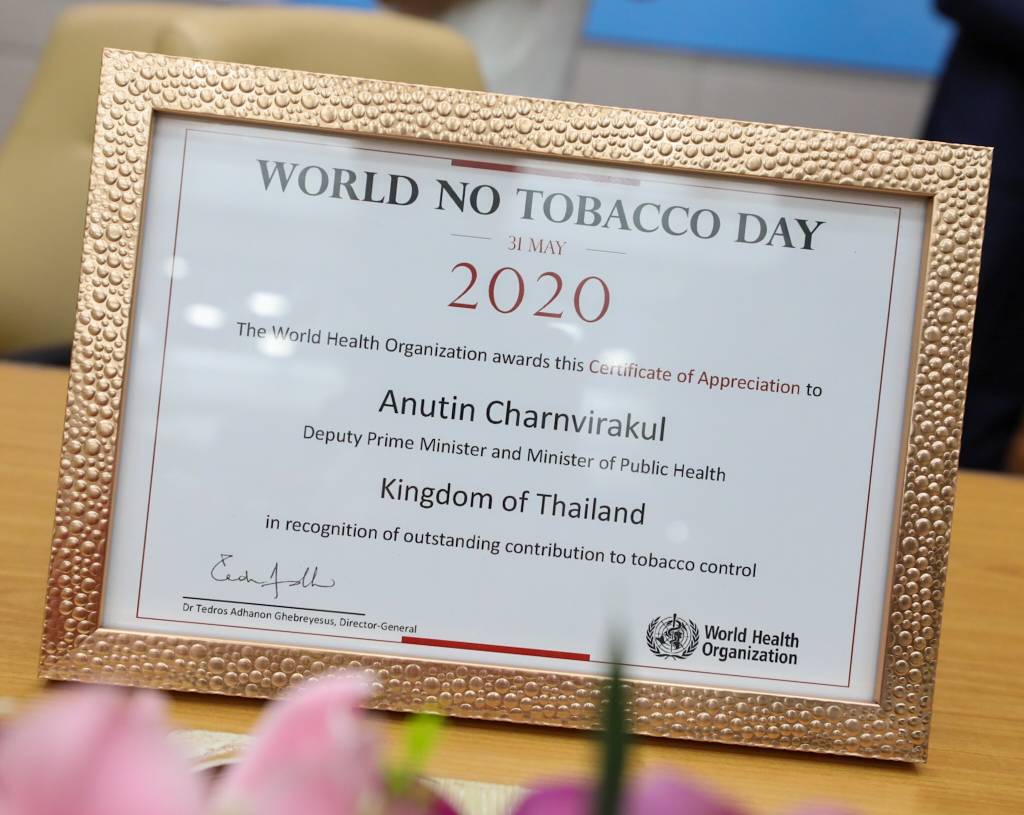 WORLD NO TOBACCO DAY
31 MAY
2020
The World Health Organization awards this Certificate of Appreciation to
Anutin Charnvirakul
Deputy Prime Minister and Minister of Public Health
Kingdom of Thailand
in recognition of outstanding contribution to tobacco control
Dr Tedros Adhanon Ghebreyesus, Director-General
World Health
Organization